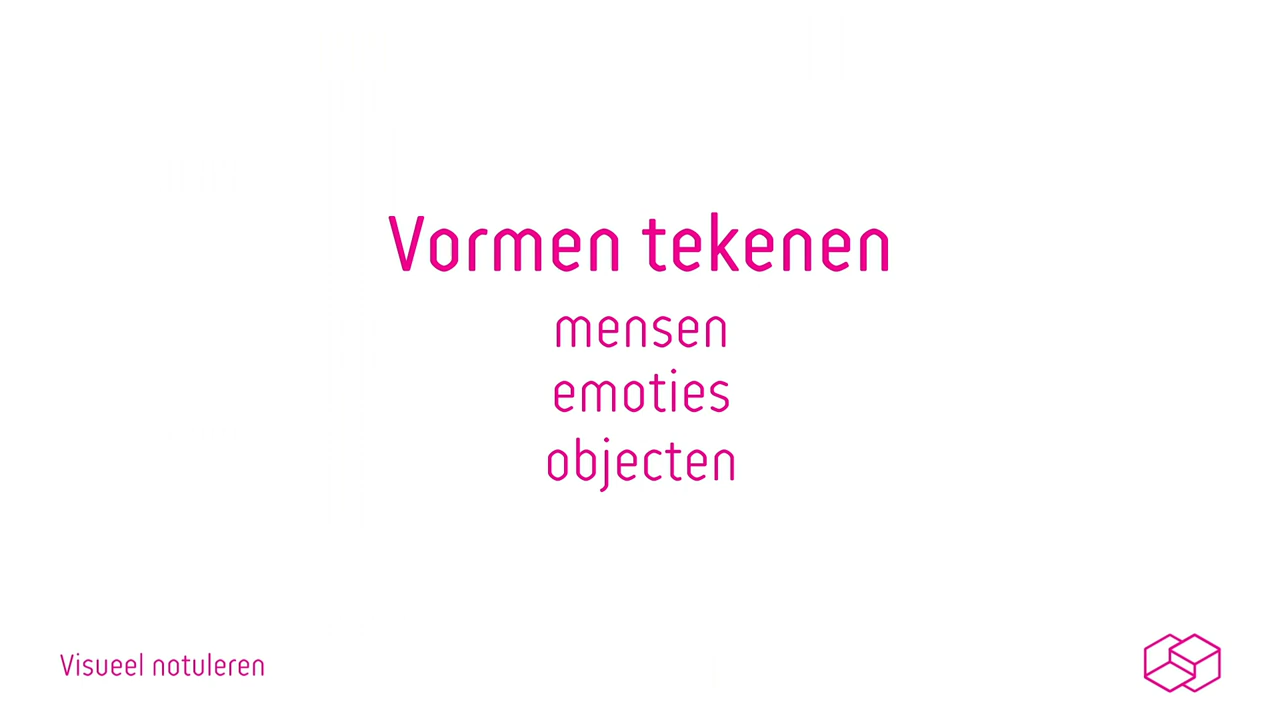 Vormen tekenen
mensen
emoties
objecten
Visueel notuleren